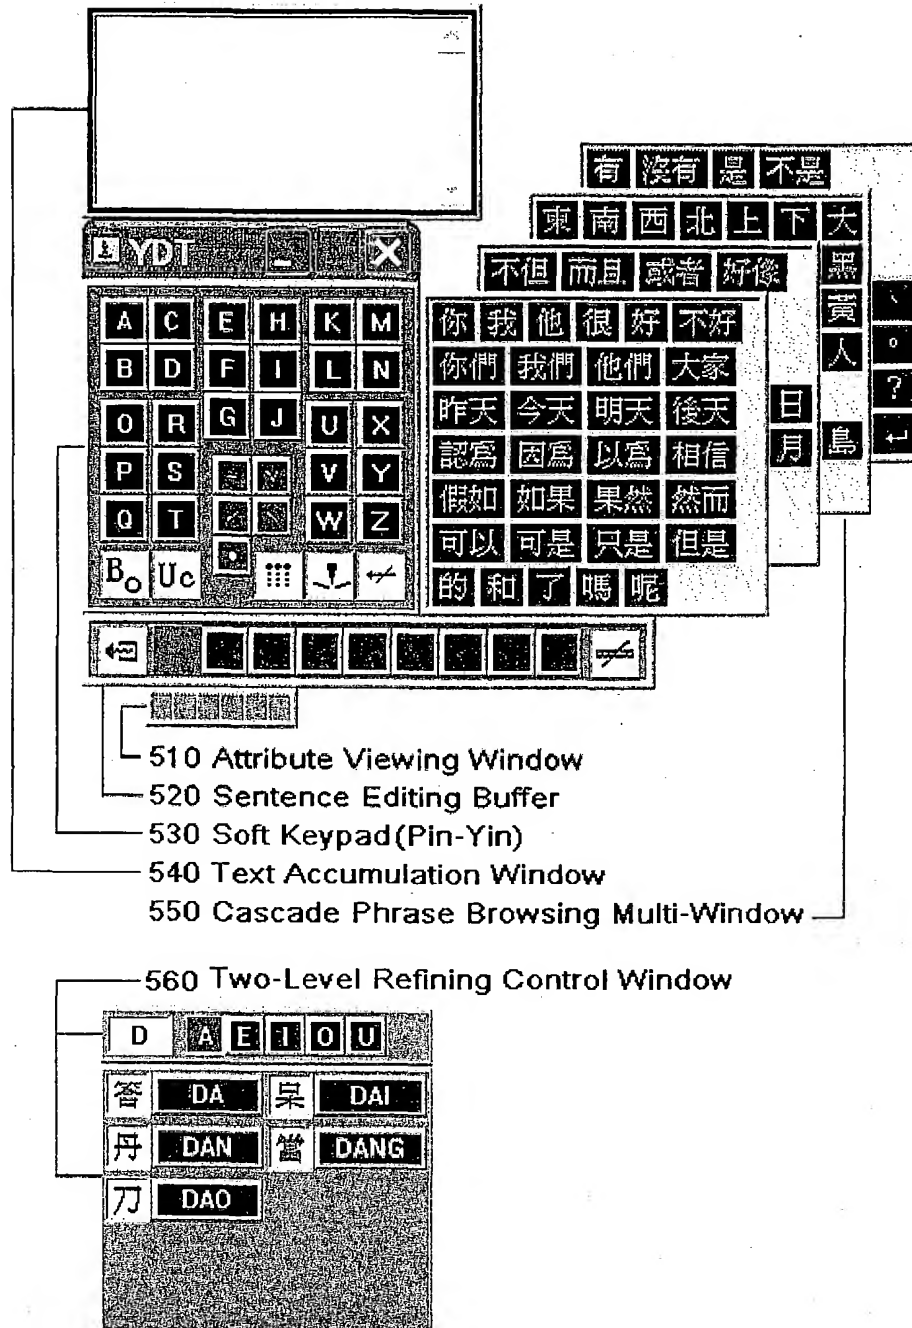 有 沒有 是 不是
東 南 西 北 上 下 大
YDT
不但 而且 或者 好像 黑
A C E H K M 你 我 他 很 好 不好 黃 、
B D F I L N 你們 我們 他們 大家 人 。
O R G J U X 昨天 今天 明天 後天 日 ?
P S V Y 認爲 因爲 以爲 相信 月 島 ↵
Q T W Z 假如 如果 果然 然而
可以 可是 只是 但是
Bo Uc 的 和 了 嗎 呢
510 Attribute Viewing Window
520 Sentence Editing Buffer
530 Soft Keypad(Pin-Yin)
540 Text Accumulation Window
550 Cascade Phrase Browsing Multi-Window
560 Two-Level Refining Control Window
D A E I O U
答 DA 呆 DAI
丹 DAN 當 DANG
刀 DAO